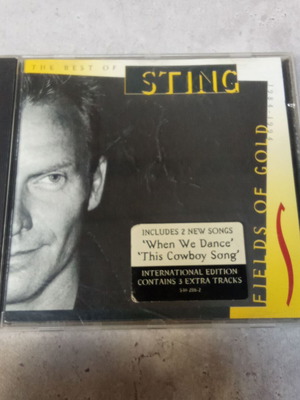 THE BEST OF
STING
1984-1994
FIELDS OF GOLD
INCLUDES 2 NEW SONGS
'When We Dance'
'This Cowboy Song'
INTERNATIONAL EDITION
CONTAINS 3 EXTRA TRACKS